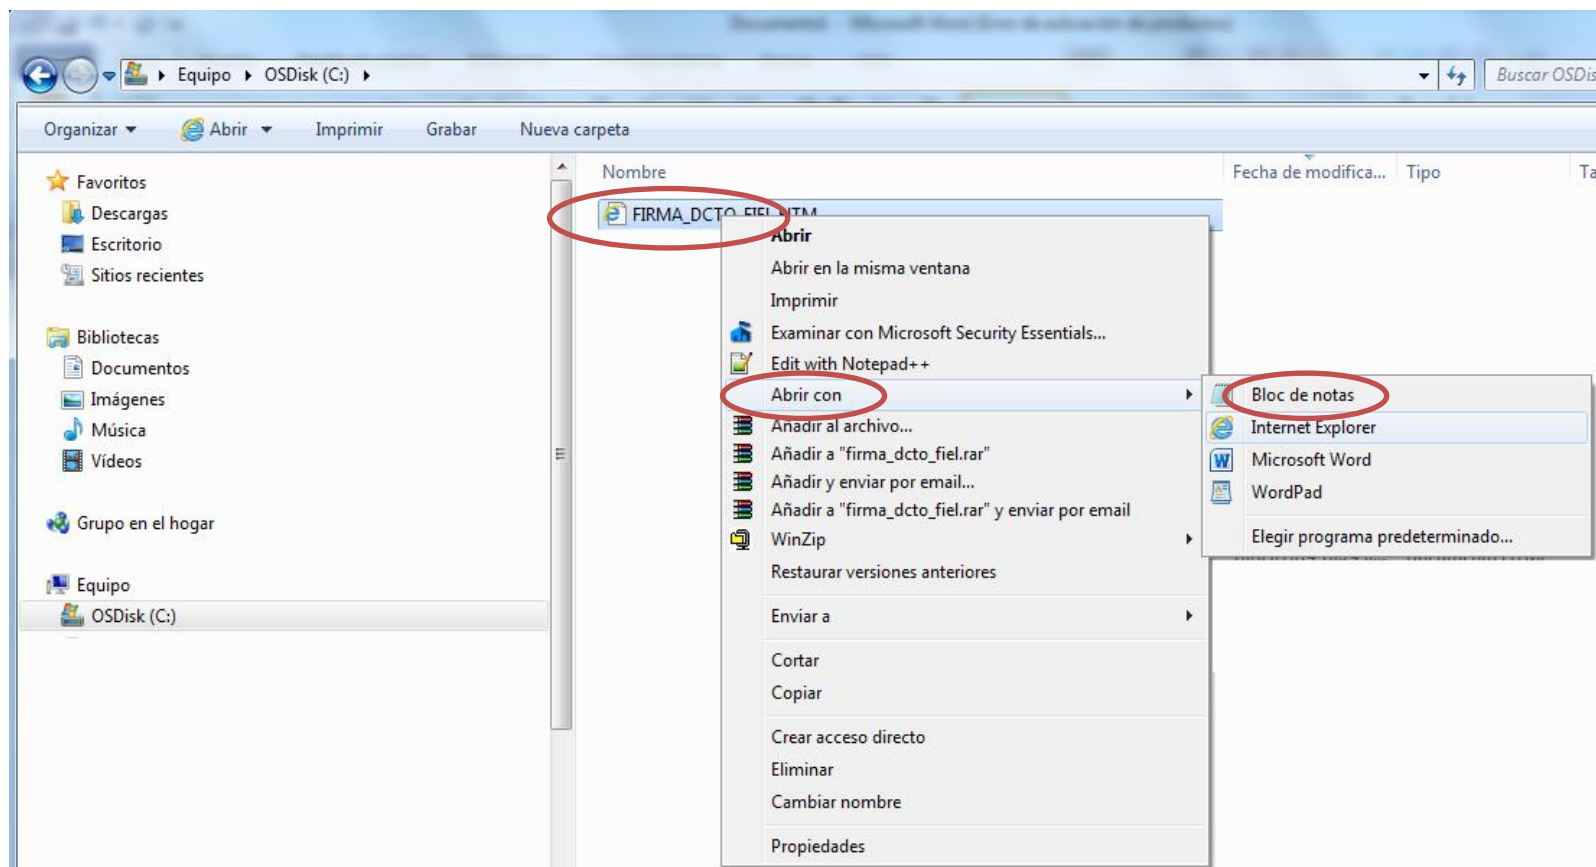 Equipo OSDisk (C:)
Buscar OSDis
Organizar Abrir Imprimir Grabar Nueva carpeta
Favoritos
Descargas
Escritorio
Sitios recientes
Bibliotecas
Documentos
Imágenes
Música
Vídeos
Grupo en el hogar
Equipo
OSDisk (C:)
Nombre Fecha de modifica... Tipo Ta
FIRMA_DCTO_FIEL.HTM
Abrir
Abrir en la misma ventana
Imprimir
Examinar con Microsoft Security Essentials...
Edit with Notepad++
Abrir con
Añadir al archivo...
Añadir a "firma_dcto_fiel.rar"
Añadir y enviar por email...
Añadir a "firma_dcto_fiel.rar" y enviar por email
WinZip
Restaurar versiones anteriores
Enviar a
Cortar
Copiar
Crear acceso directo
Eliminar
Cambiar nombre
Propiedades
Bloc de notas
Internet Explorer
Microsoft Word
WordPad
Elegir programa predeterminado...